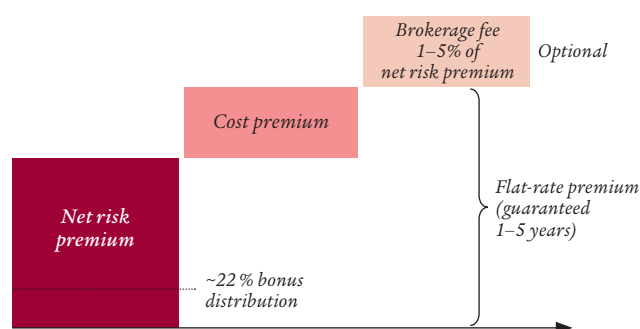 Brokerage fee
1–5% of
net risk premium
Optional
Cost premium
Net risk
premium
Flat-rate premium
(guaranteed
1–5 years)
~22 % bonus
distribution